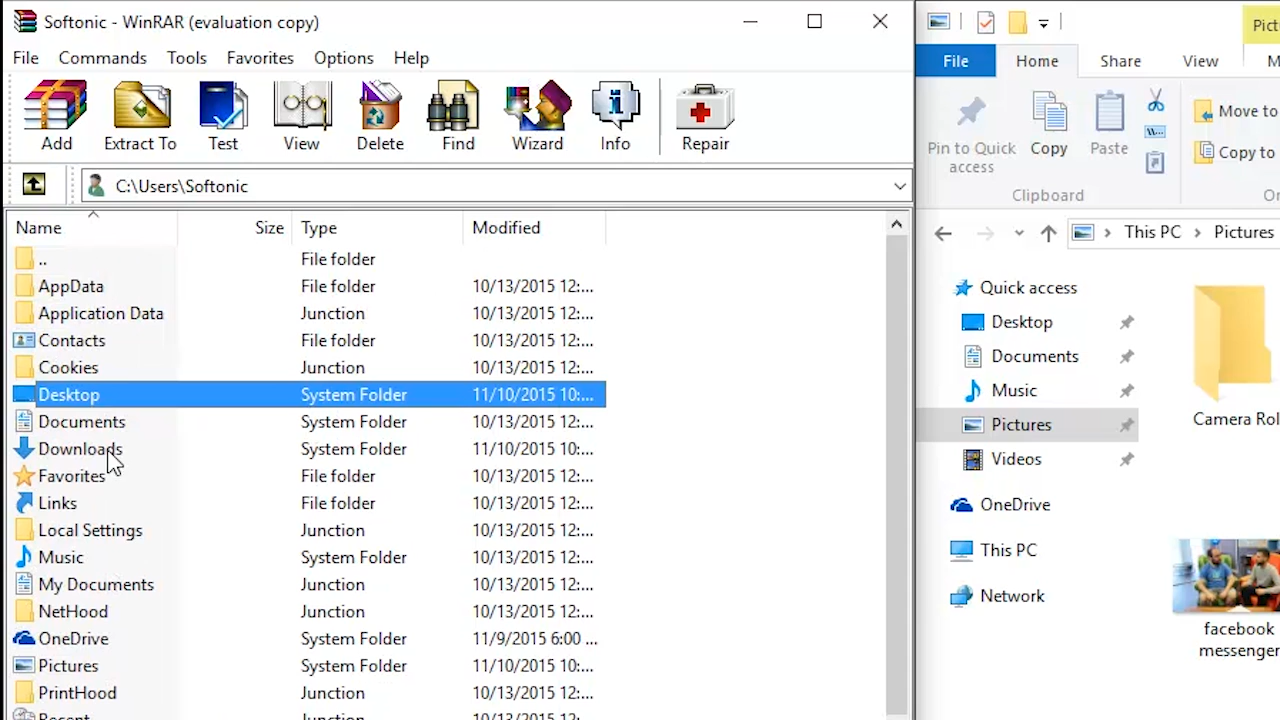 Softonic - WinRAR (evaluation copy)
File Commands Tools Favorites Options Help
Add Extract To Test View Delete Find Wizard Info Repair
C:\Users\Softonic
Name Size Type Modified
.. File folder
AppData File folder 10/13/2015 12:...
Application Data Junction 10/13/2015 12:...
Contacts File folder 10/13/2015 12:...
Cookies Junction 10/13/2015 12:...
Desktop System Folder 11/10/2015 10:...
Documents System Folder 10/13/2015 12:...
Downloads System Folder 11/10/2015 10:...
Favorites File folder 10/13/2015 12:...
Links File folder 10/13/2015 12:...
Local Settings Junction 10/13/2015 12:...
Music System Folder 10/13/2015 12:...
My Documents Junction 10/13/2015 12:...
NetHood Junction 10/13/2015 12:...
OneDrive System Folder 11/9/2015 6:00 ...
Pictures System Folder 11/10/2015 10:...
PrintHood Junction 10/13/2015 12:...
Recent Junction 10/13/2015 12:...
File Home Share View
Pin to Quick
access
Copy
Paste
Move to
Copy to
Clipboard
This PC Pictures
Quick access
Desktop
Documents
Music
Pictures
Videos
OneDrive
This PC
Network
Camera Rol
facebook
messenger